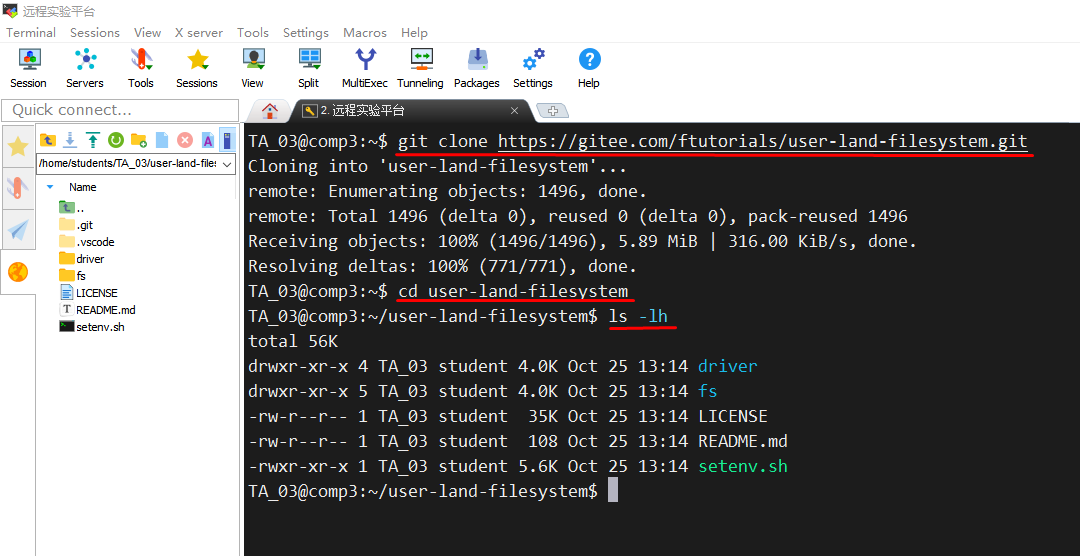 远程实验平台
Terminal Sessions View X server Tools Settings Macros Help
Session Servers Tools Sessions View Split MultiExec Tunneling Packages Settings Help
Quick connect...
2. 远程实验平台
/home/students/TA_03/user-land-files
Name
..
.git
.vscode
driver
fs
LICENSE
README.md
setenv.sh
TA_03@comp3:~$ git clone https://gitee.com/ftutorials/user-land-filesystem.git
Cloning into 'user-land-filesystem'...
remote: Enumerating objects: 1496, done.
remote: Total 1496 (delta 0), reused 0 (delta 0), pack-reused 1496
Receiving objects: 100% (1496/1496), 5.89 MiB | 316.00 KiB/s, done.
Resolving deltas: 100% (771/771), done.
TA_03@comp3:~$ cd user-land-filesystem
TA_03@comp3:~/user-land-filesystem$ ls -lh
total 56K
drwxr-xr-x 4 TA_03 student 4.0K Oct 25 13:14 driver
drwxr-xr-x 5 TA_03 student 4.0K Oct 25 13:14 fs
-rw-r--r-- 1 TA_03 student  35K Oct 25 13:14 LICENSE
-rw-r--r-- 1 TA_03 student  108 Oct 25 13:14 README.md
-rwxr-xr-x 1 TA_03 student 5.6K Oct 25 13:14 setenv.sh
TA_03@comp3:~/user-land-filesystem$